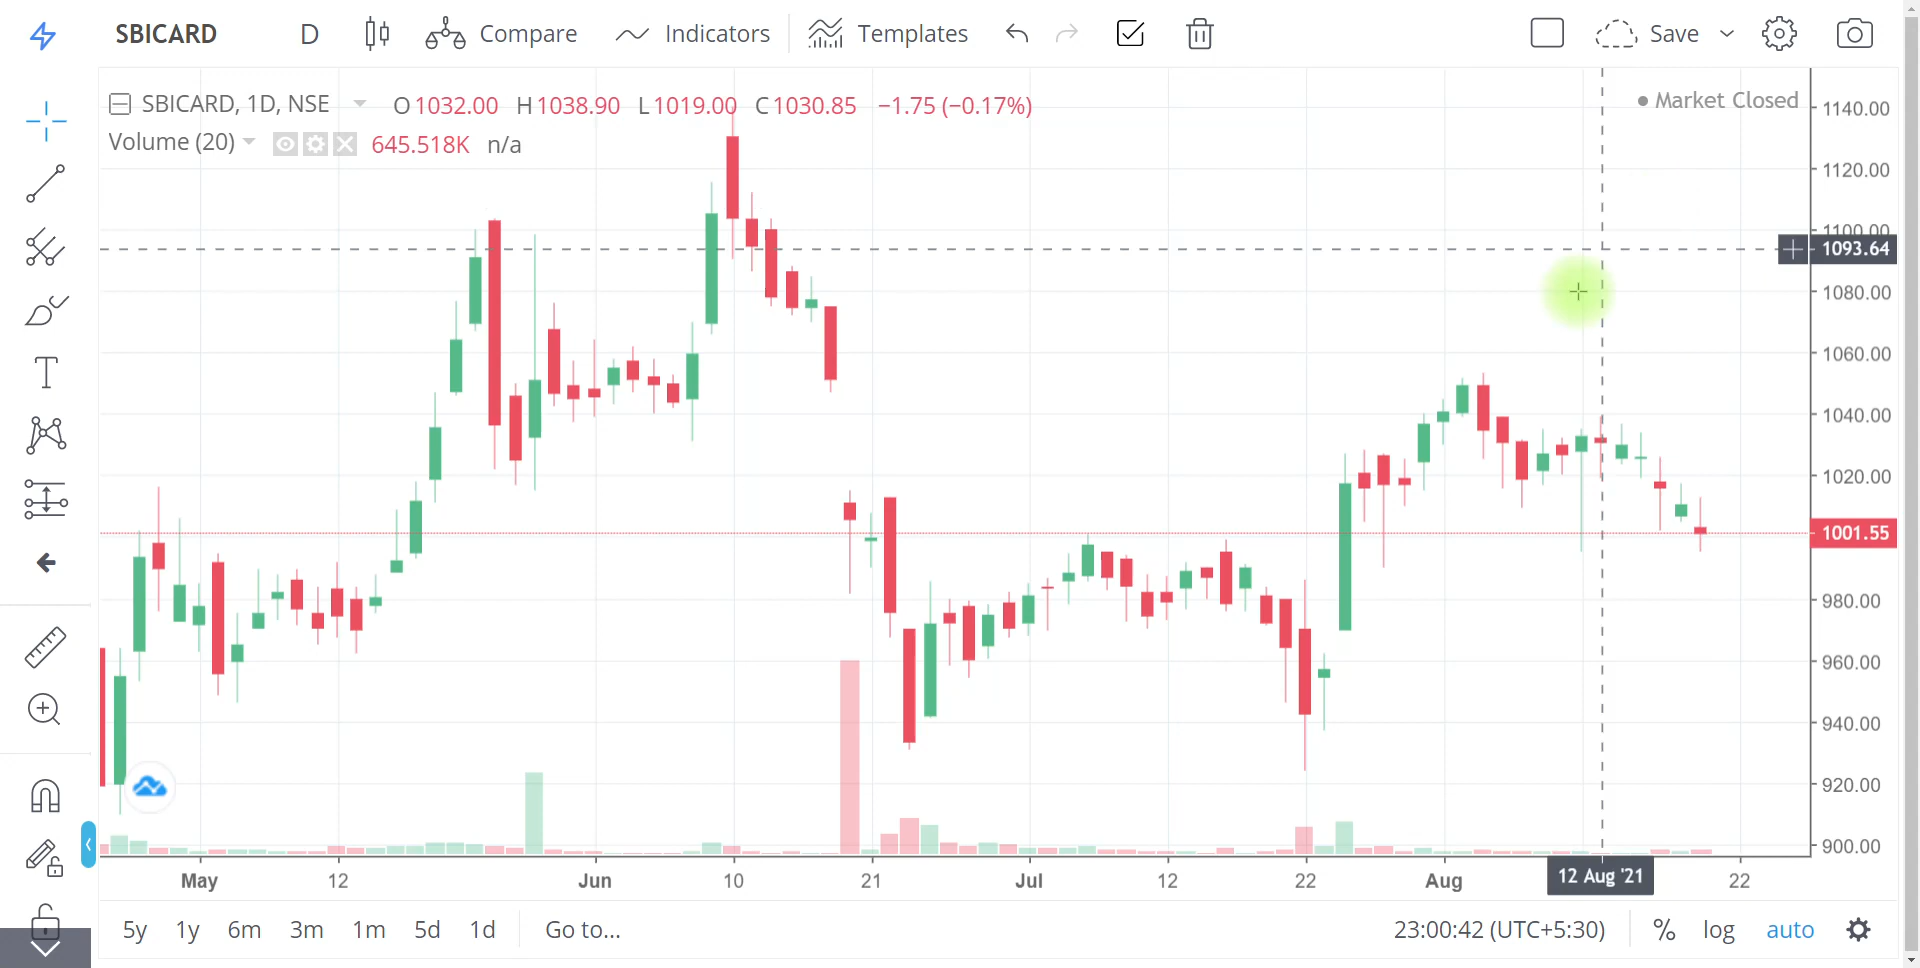 SBICARD D Compare Indicators Templates Save
SBICARD, 1D, NSE O1032.00 H1038.90 L1019.00 C1030.85 −1.75 (−0.17%)
Market Closed
Volume (20) 645.518K n/a
1140.00
1120.00
1100.00
1093.64
1080.00
1060.00
1040.00
1020.00
1001.55
980.00
960.00
940.00
920.00
900.00
T
May 12 Jun 10 21 Jul 12 22 Aug 12 Aug '21 22
5y 1y 6m 3m 1m 5d 1d Go to... 23:00:42 (UTC+5:30) % log auto